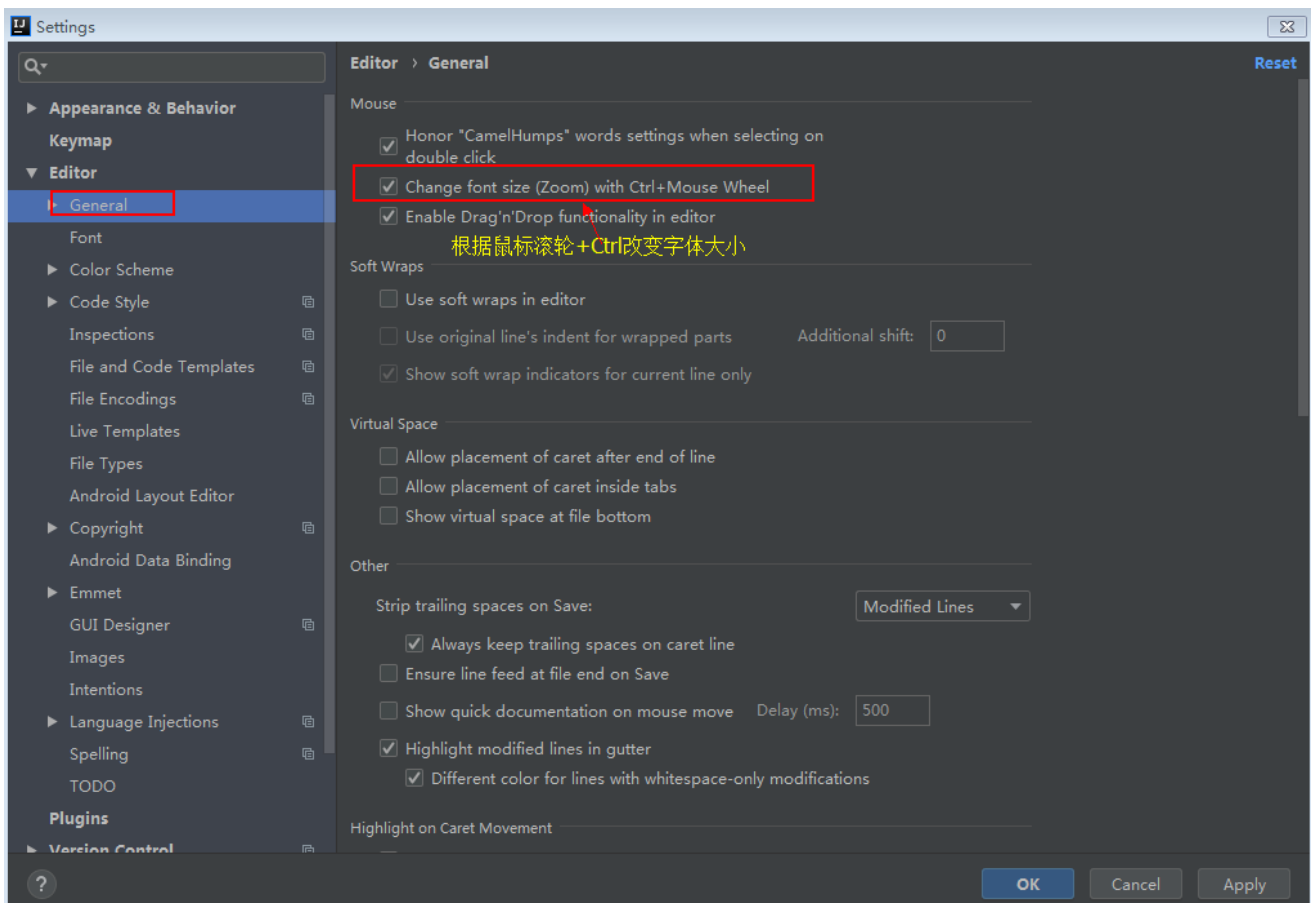 Settings
Editor › General
Reset
Appearance & Behavior
Keymap
Editor
General
Font
Color Scheme
Code Style
Inspections
File and Code Templates
File Encodings
Live Templates
File Types
Android Layout Editor
Copyright
Android Data Binding
Emmet
GUI Designer
Images
Intentions
Language Injections
Spelling
TODO
Plugins
Version Control
Mouse
Honor "CamelHumps" words settings when selecting on
double click
Change font size (Zoom) with Ctrl+Mouse Wheel
Enable Drag'n'Drop functionality in editor
根据鼠标滚轮+Ctrl改变字体大小
Soft Wraps
Use soft wraps in editor
Use original line's indent for wrapped parts Additional shift: 0
Show soft wrap indicators for current line only
Virtual Space
Allow placement of caret after end of line
Allow placement of caret inside tabs
Show virtual space at file bottom
Other
Strip trailing spaces on Save: Modified Lines
Always keep trailing spaces on caret line
Ensure line feed at file end on Save
Show quick documentation on mouse move Delay (ms): 500
Highlight modified lines in gutter
Different color for lines with whitespace-only modifications
Highlight on Caret Movement
? OK Cancel Apply